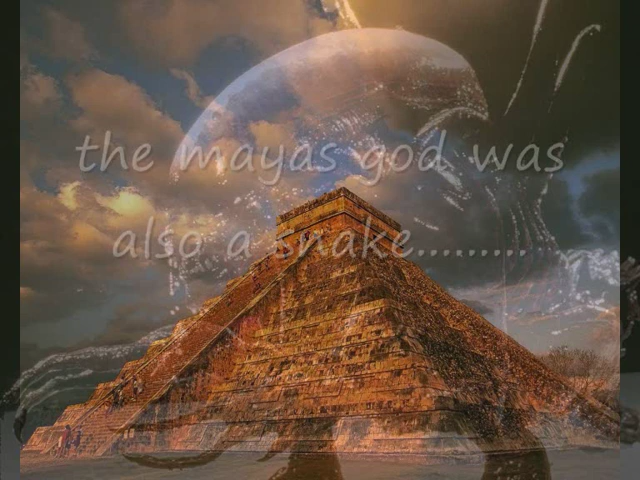 the mayas god was
also a snake.........